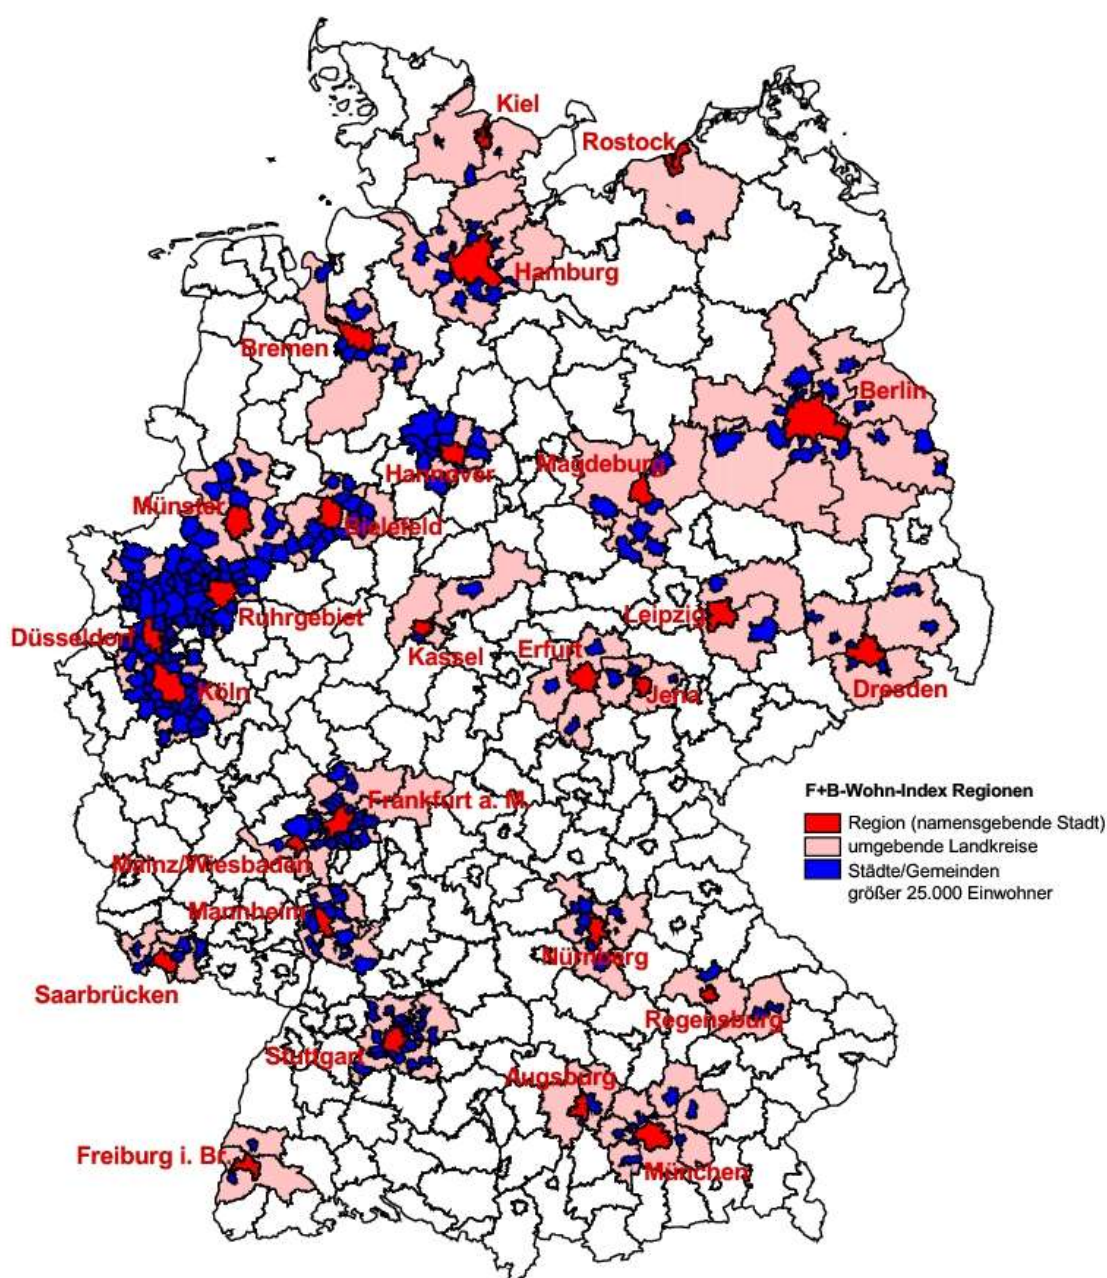 Kiel
Rostock
Hamburg
Bremen
Berlin
Hannover
Magdeburg
Münster
Bielefeld
Ruhrgebiet
Leipzig
Düsseldorf
Kassel
Erfurt
Köln
Jena
Dresden
F+B-Wohn-Index Regionen
Region (namensgebende Stadt)
umgebende Landkreise
Städte/Gemeinden
größer 25.000 Einwohner
Frankfurt a. M.
Mainz/Wiesbaden
Mannheim
Nürnberg
Saarbrücken
Regensburg
Stuttgart
Augsburg
Freiburg i. Br.
München